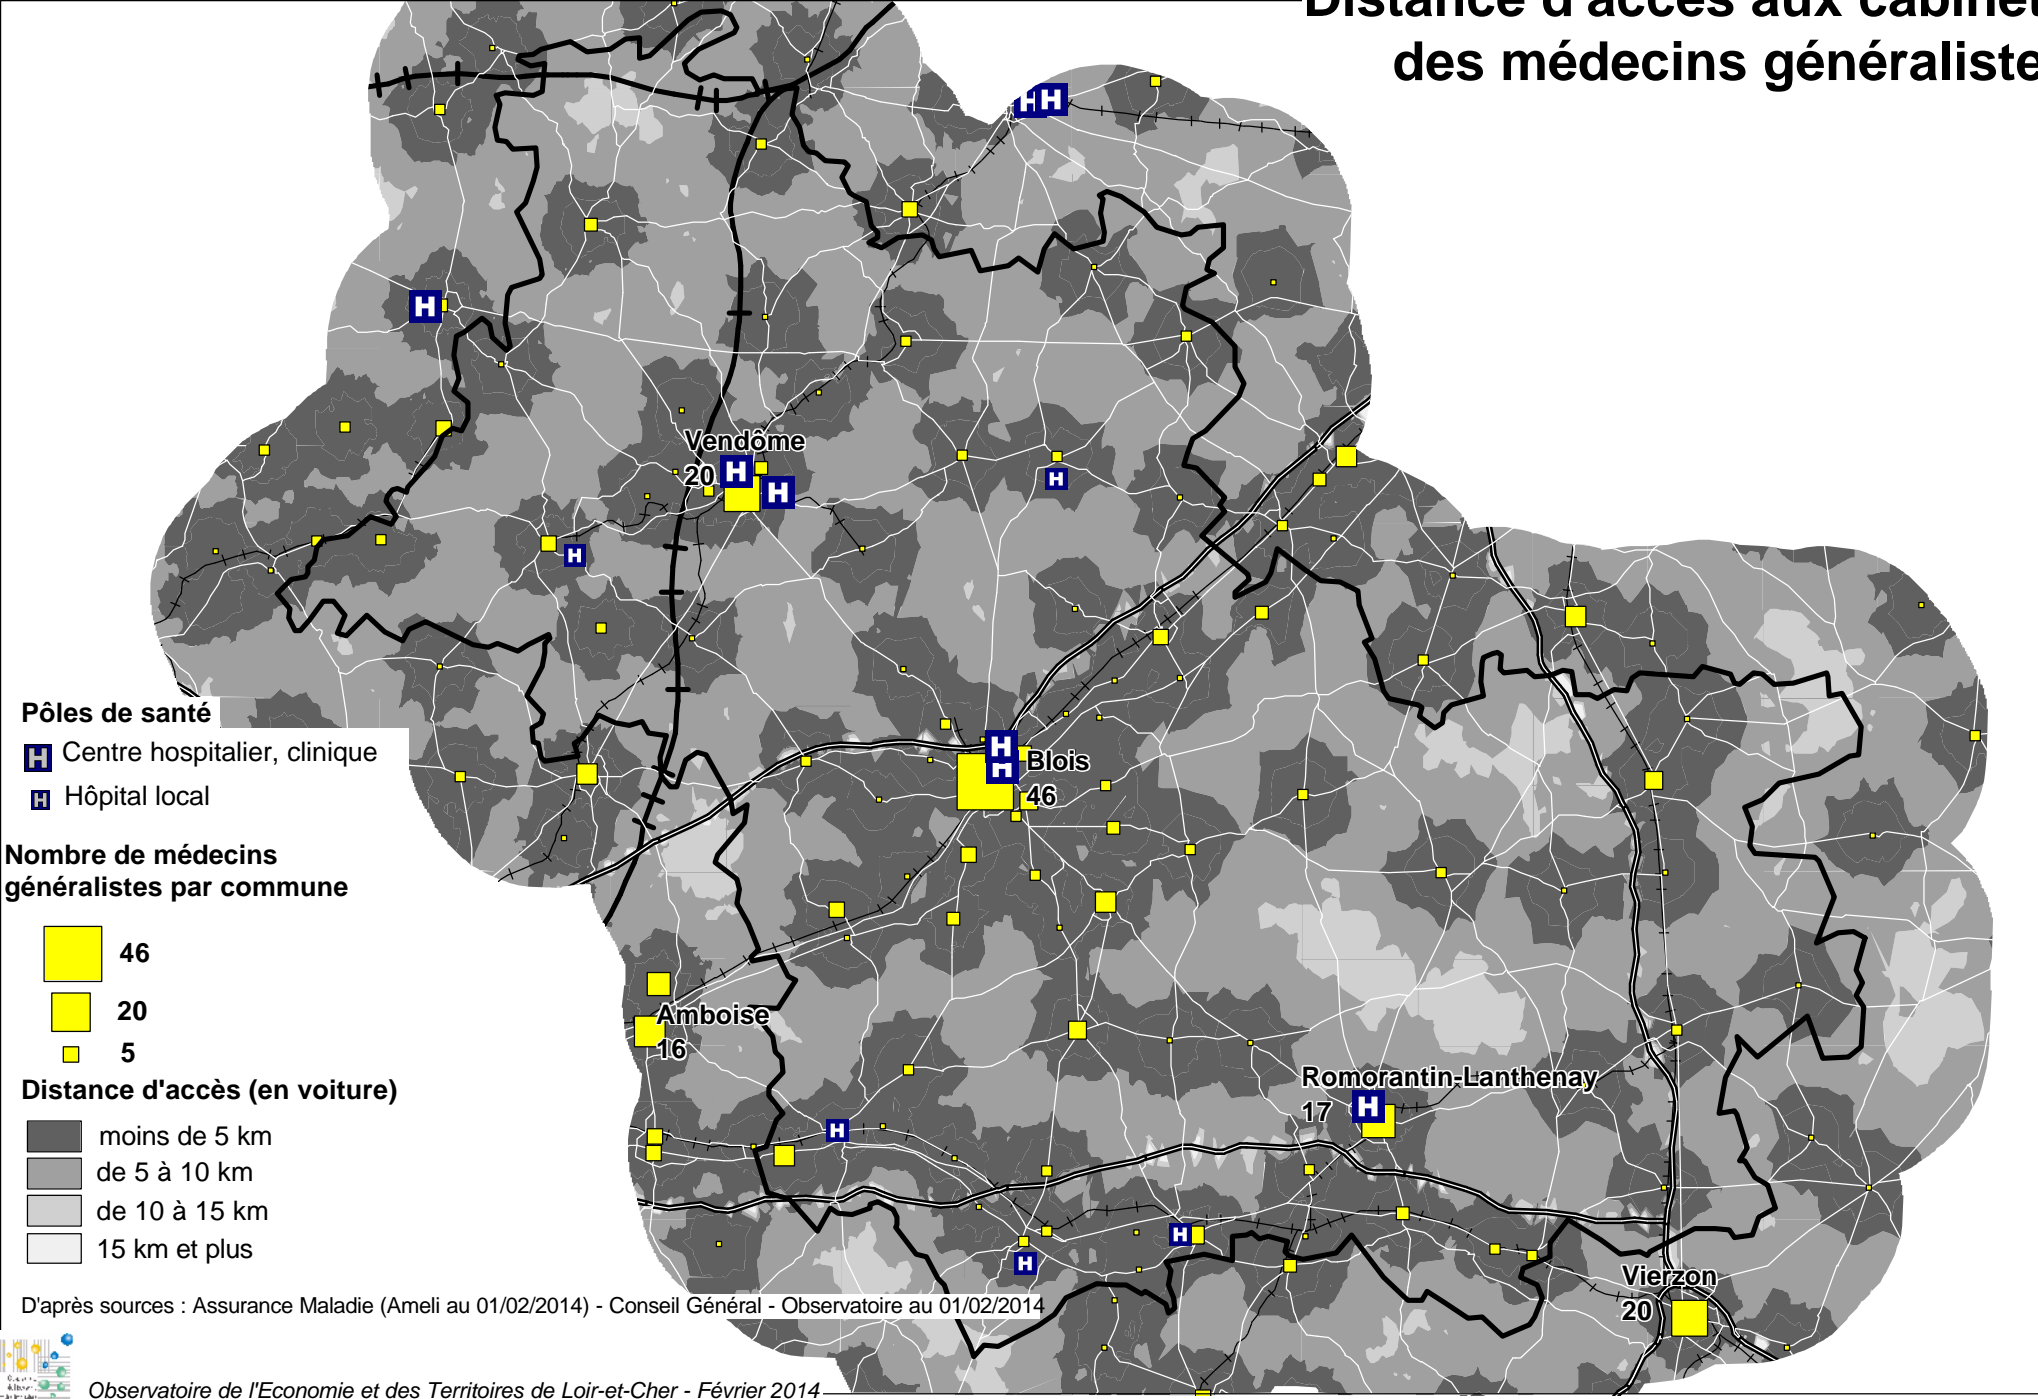 Distance d'accès aux cabinet
des médecins généraliste
H H
H
Vendôme
20
H
H
H
H
H
H
Blois
46
Pôles de santé
H Centre hospitalier, clinique
H Hôpital local
Nombre de médecins
généralistes par commune
46
20
5
Amboise
16
Distance d'accès (en voiture)
moins de 5 km
de 5 à 10 km
de 10 à 15 km
15 km et plus
Romorantin-Lanthenay
17
H
H
H
H
Vierzon
20
D'après sources : Assurance Maladie (Ameli au 01/02/2014) - Conseil Général - Observatoire au 01/02/2014
Observatoire de l'Economie et des Territoires de Loir-et-Cher - Février 2014